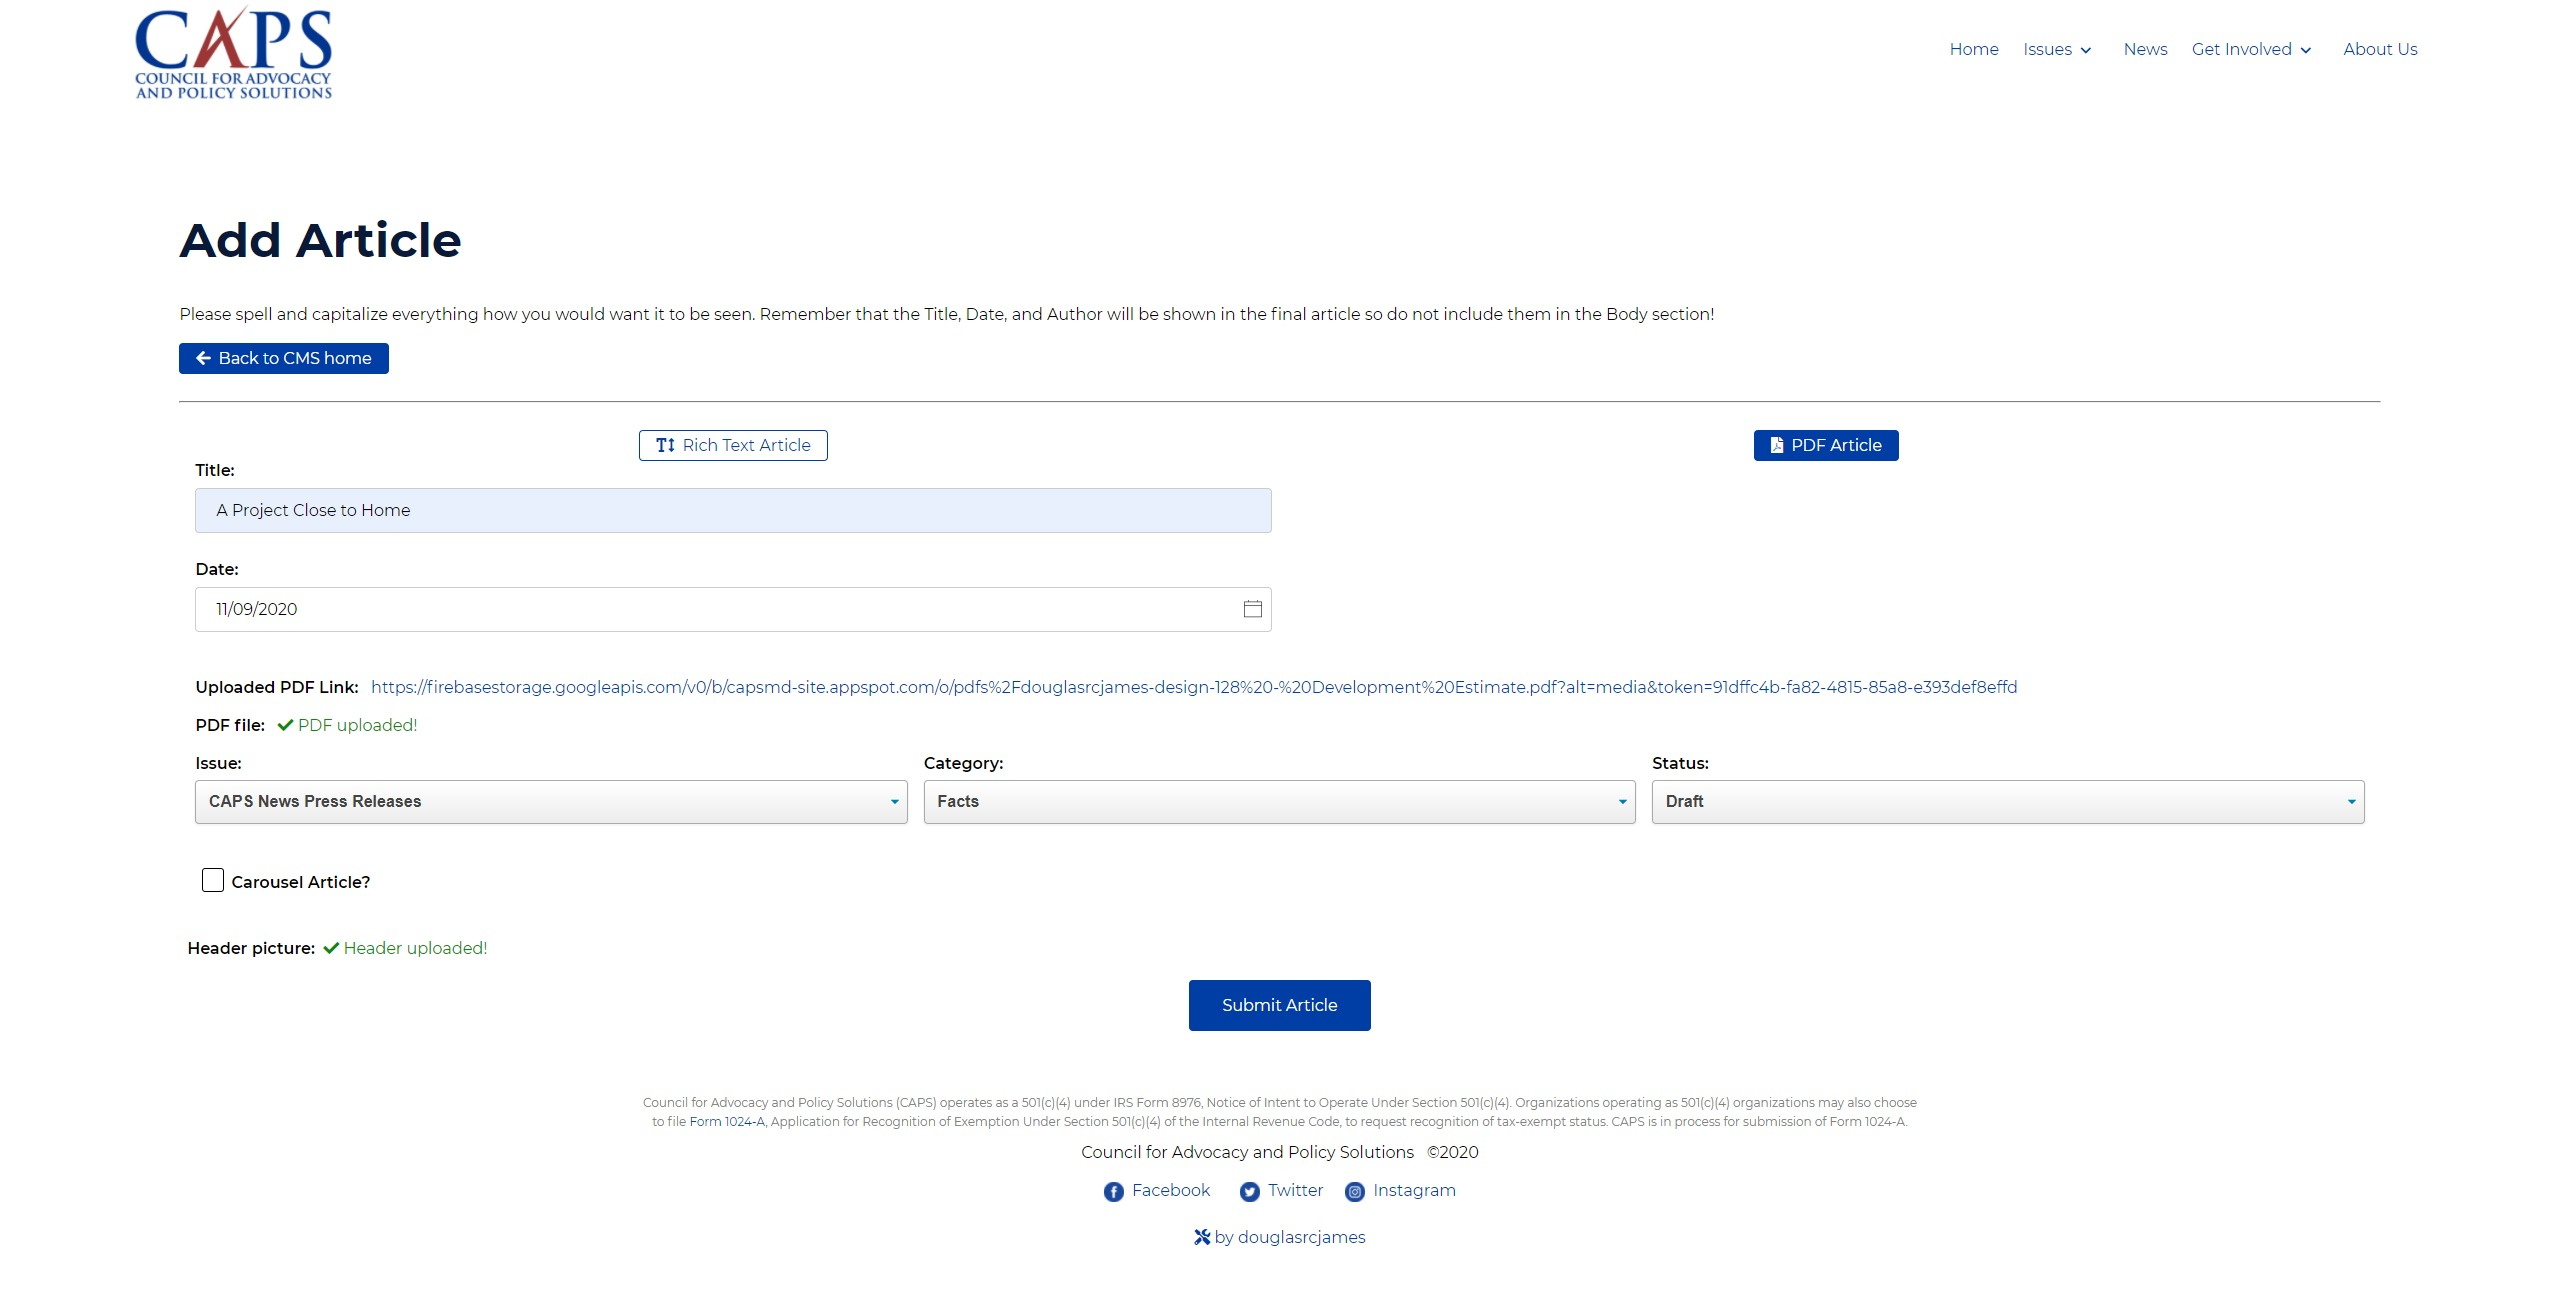 CAPS
COUNCIL FOR ADVOCACY
AND POLICY SOLUTIONS
Home Issues News Get Involved About Us
Add Article
Please spell and capitalize everything how you would want it to be seen. Remember that the Title, Date, and Author will be shown in the final article so do not include them in the Body section!
Back to CMS home
Rich Text Article PDF Article
Title:
A Project Close to Home
Date:
11/09/2020
Uploaded PDF Link: https://firebasestorage.googleapis.com/v0/b/capsmd-site.appspot.com/o/pdfs%2Fdouglasrcjames-design-128%20-%20Development%20Estimate.pdf?alt=media&token=91dffc4b-fa82-4815-85a8-e393def8effd
PDF file: PDF uploaded!
Issue: Category: Status:
CAPS News Press Releases Facts Draft
Carousel Article?
Header picture: Header uploaded!
Submit Article
Council for Advocacy and Policy Solutions (CAPS) operates as a 501(c)(4) under IRS Form 8976, Notice of Intent to Operate Under Section 501(c)(4). Organizations operating as 501(c)(4) organizations may also choose
to file Form 1024-A, Application for Recognition of Exemption Under Section 501(c)(4) of the Internal Revenue Code, to request recognition of tax-exempt status. CAPS is in process for submission of Form 1024-A.
Council for Advocacy and Policy Solutions ©2020
Facebook Twitter Instagram
by douglasrcjames